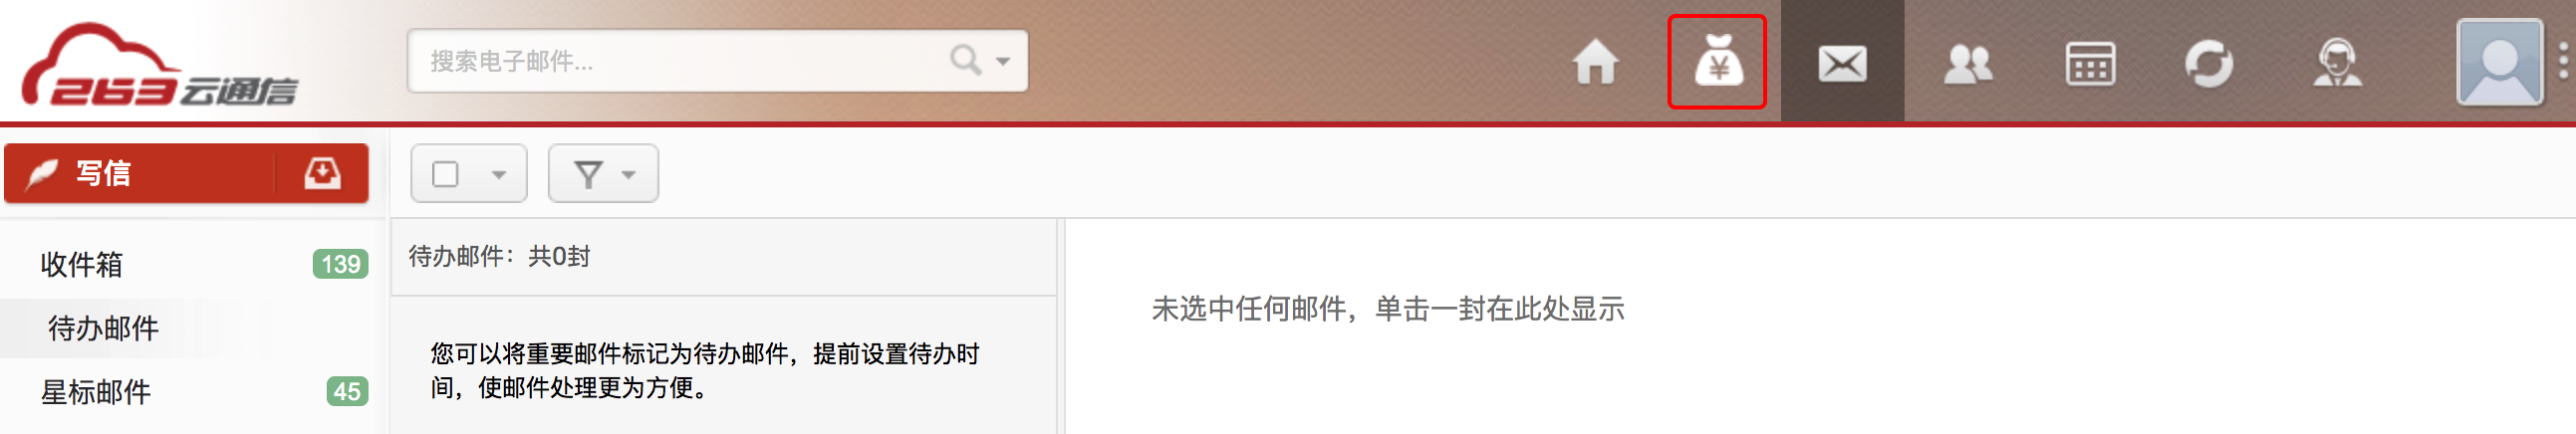 263云通信
搜索电子邮件...
写信
收件箱
139
待办邮件
星标邮件
45
待办邮件：共0封
您可以将重要邮件标记为待办邮件，提前设置待办时
间，使邮件处理更为方便。
未选中任何邮件，单击一封在此处显示